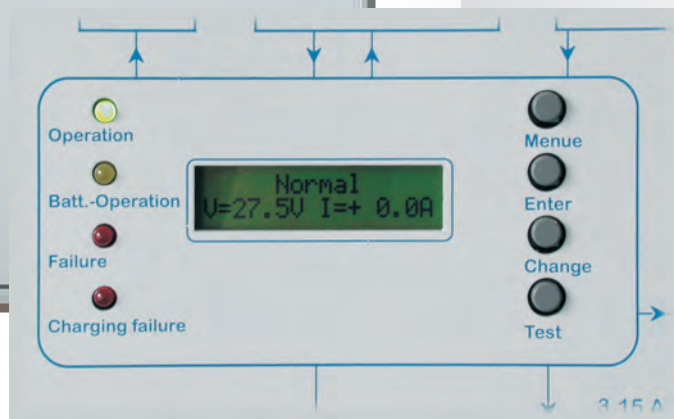 Operation
Batt.-Operation
Failure
Charging failure
Normal
V=27.5V I=+ 0.0A
Menue
Enter
Change
Test
3.15 A